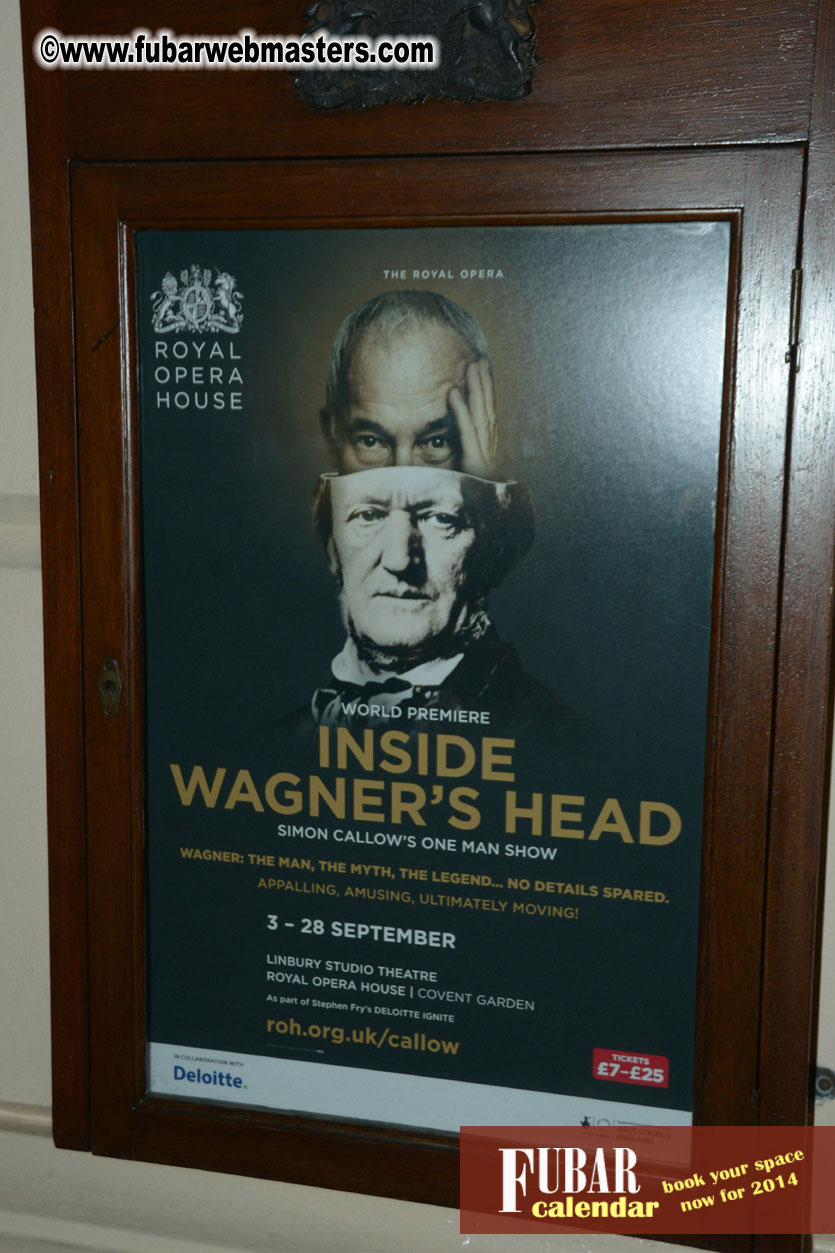 ©www.fubarwebmasters.com
THE ROYAL OPERA
ROYAL
OPERA
HOUSE
WORLD PREMIERE
INSIDE
WAGNER'S HEAD
SIMON CALLOW'S ONE MAN SHOW
WAGNER: THE MAN, THE MYTH, THE LEGEND... NO DETAILS SPARED.
APPALLING, AMUSING, ULTIMATELY MOVING!
3 – 28 SEPTEMBER
LINBURY STUDIO THEATRE
ROYAL OPERA HOUSE | COVENT GARDEN
As part of Stephen Fry's DELOITTE IGNITE
roh.org.uk/callow
TICKETS
£7–£25
IN COLLABORATION WITH
Deloitte.
ARTS COUNCIL
ENGLAND
FUBAR
calendar
book your space
now for 2014